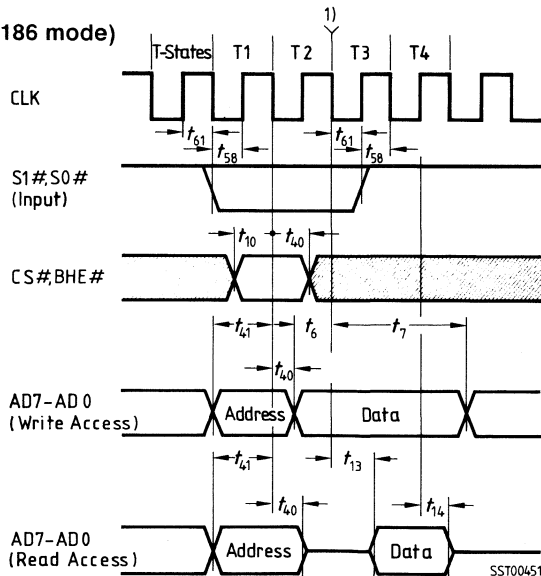 1)
186 mode)
T-States T1 T2 T3 T4
CLK
t61 t61
t58 t58
S1#,S0#
(Input)
t10 t40
CS#,BHE#
t41 t6 t7
t40
AD7-AD0
(Write Access)
Address Data
t41 t13
t40 t14
AD7-AD0
(Read Access)
Address Data
SST00451